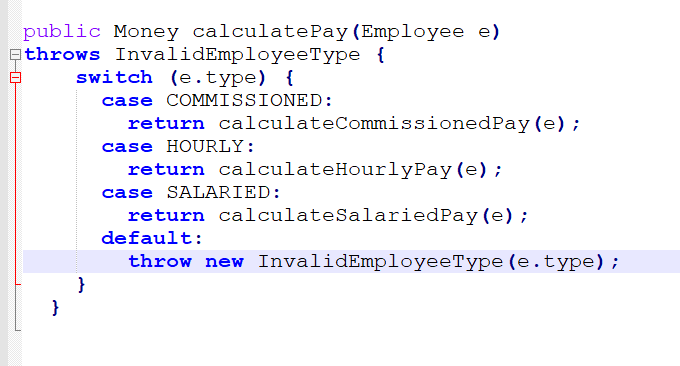 public Money calculatePay(Employee e)
throws InvalidEmployeeType {
switch (e.type) {
case COMMISSIONED:
return calculateCommissionedPay(e);
case HOURLY:
return calculateHourlyPay(e);
case SALARIED:
return calculateSalariedPay(e);
default:
throw new InvalidEmployeeType(e.type);
}
}